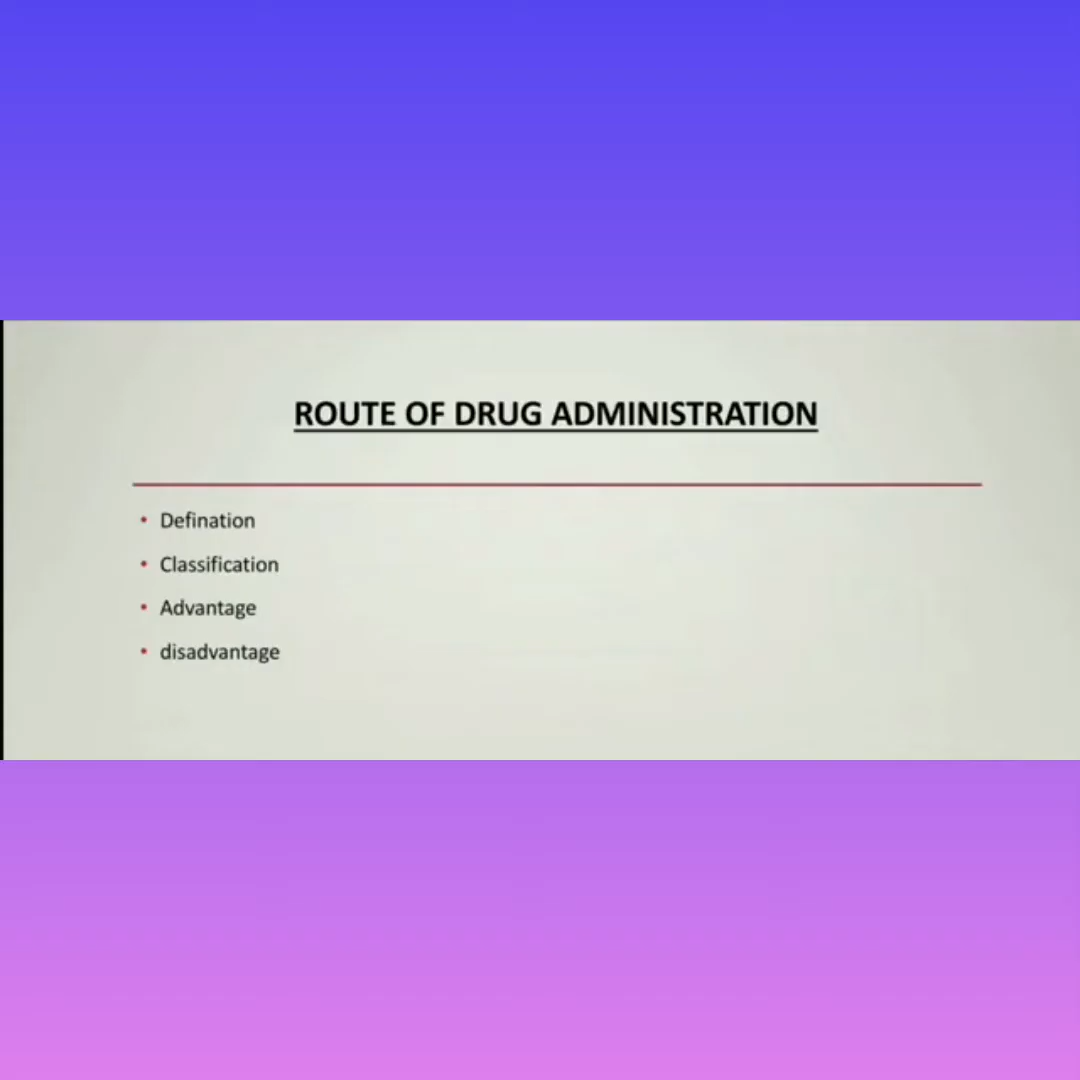 ROUTE OF DRUG ADMINISTRATION
• Defination
• Classification
• Advantage
• disadvantage